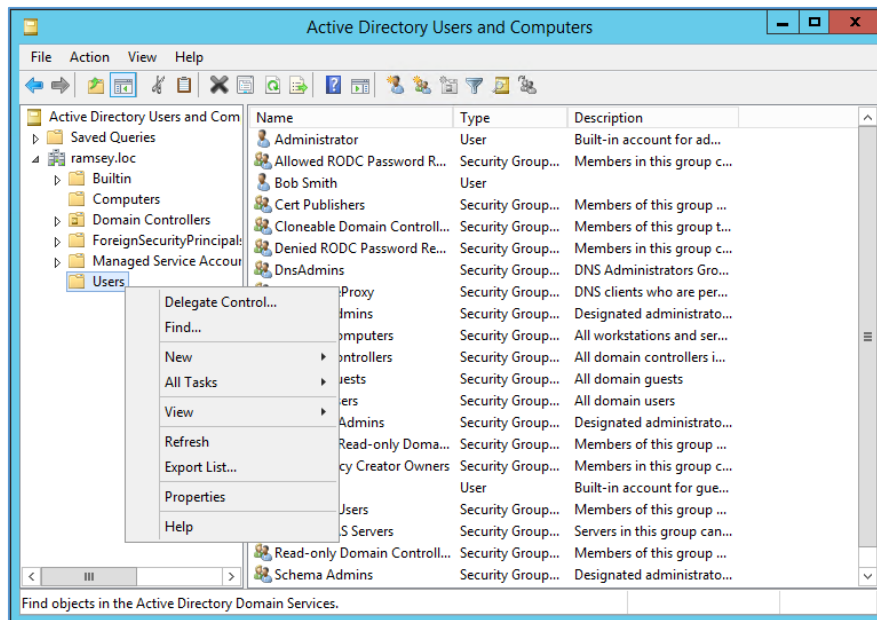 Active Directory Users and Computers
File Action View Help
Active Directory Users and Com
Saved Queries
ramsey.loc
Builtin
Computers
Domain Controllers
ForeignSecurityPrincipal
Managed Service Accour
Users
Delegate Control...
Find...
New
All Tasks
View
Refresh
Export List...
Properties
Help
Name Type Description
Administrator User Built-in account for ad...
Allowed RODC Password R... Security Group... Members in this group c...
Bob Smith User
Cert Publishers Security Group... Members of this group ...
Cloneable Domain Controll... Security Group... Members of this group t...
Denied RODC Password Re... Security Group... Members in this group c...
DnsAdmins Security Group... DNS Administrators Gro...
eProxy Security Group... DNS clients who are per...
dmins Security Group... Designated administrato...
omputers Security Group... All workstations and ser...
ontrollers Security Group... All domain controllers i...
uests Security Group... All domain guests
sers Security Group... All domain users
Admins Security Group... Designated administrato...
Read-only Doma... Security Group... Members of this group ...
cy Creator Owners Security Group... Members in this group c...
User Built-in account for gue...
Users Security Group... Members of this group ...
S Servers Security Group... Servers in this group can...
Read-only Domain Controll... Security Group... Members of this group ...
Schema Admins Security Group... Designated administrato...
Find objects in the Active Directory Domain Services.